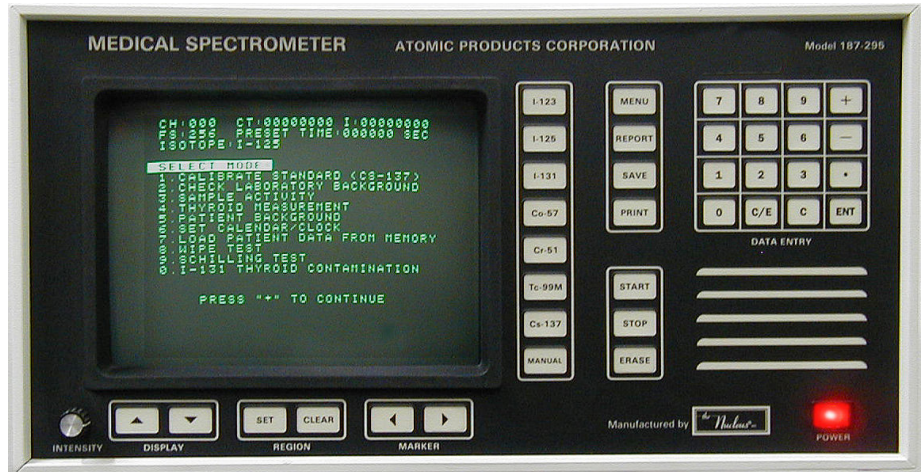 MEDICAL SPECTROMETER ATOMIC PRODUCTS CORPORATION Model 187-295
CH:000 CT:00000000 I:00000000
FS:256 PRESET TIME:000000 SEC
ISOTOPE:I-125
SELECT MODE
1.CALIBRATE STANDARD (CS-137)
2.CHECK LABORATORY BACKGROUND
3.SAMPLE ACTIVITY
4.THYROID MEASUREMENT
5.PATIENT BACKGROUND
6.SET CALENDAR/CLOCK
7.LOAD PATIENT DATA FROM MEMORY
8.WIPE TEST
9.SCHILLING TEST
0.I-131 THYROID CONTAMINATION
PRESS "+" TO CONTINUE
I-123
I-125
I-131
Co-57
Cr-51
Tc-99M
Cs-137
MANUAL
MENU
REPORT
SAVE
PRINT
START
STOP
ERASE
7 8 9 +
4 5 6 —
1 2 3 •
0 C/E C ENT
DATA ENTRY
INTENSITY
DISPLAY
SET CLEAR
REGION
MARKER
Manufactured by the Nucleus
POWER